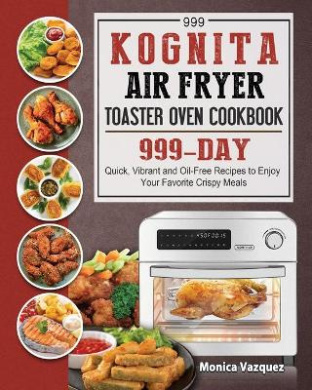 999
KOGNITA
AIR FRYER
TOASTER OVEN COOKBOOK
999-DAY
Quick, Vibrant and Oil-Free Recipes to Enjoy
Your Favorite Crispy Meals
Monica Vazquez